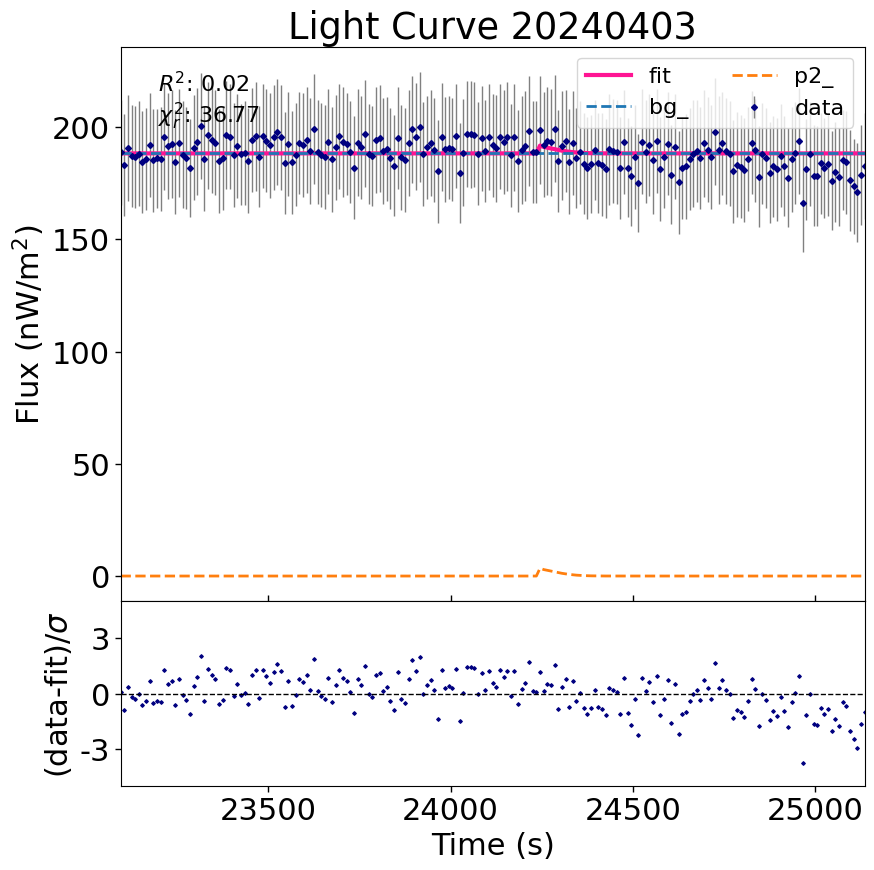 Light Curve 20240403
R²: 0.02
χ²ᵣ: 36.77
fit
bg_
p2_
data
Flux (nW/m²)
200
150
100
50
0
(data-fit)/σ
3
0
-3
23500 24000 24500 25000
Time (s)